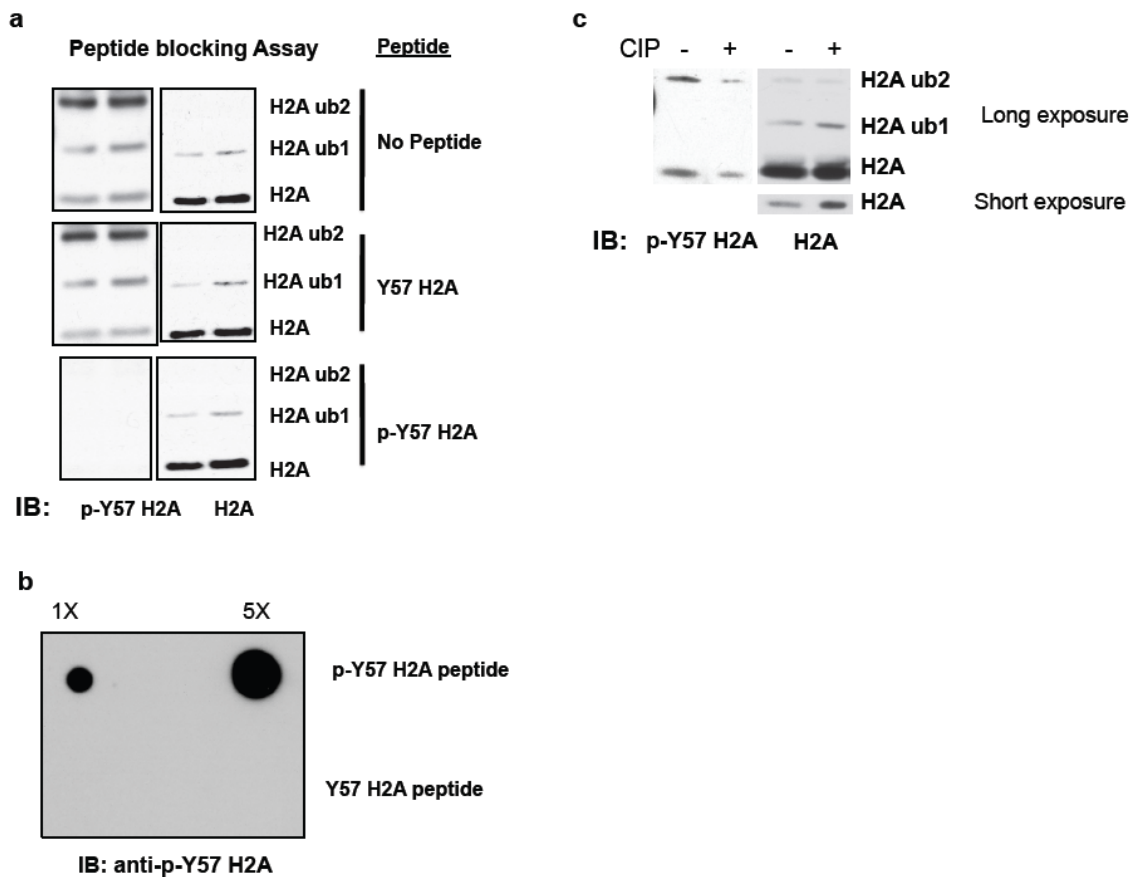 a
Peptide blocking Assay
Peptide
H2A ub2
H2A ub1
H2A
No Peptide
H2A ub2
H2A ub1
H2A
Y57 H2A
H2A ub2
H2A ub1
H2A
p-Y57 H2A
IB: p-Y57 H2A H2A
b
1X 5X
p-Y57 H2A peptide
Y57 H2A peptide
IB: anti-p-Y57 H2A
c
CIP - + - +
H2A ub2
H2A ub1
Long exposure
H2A
H2A Short exposure
IB: p-Y57 H2A H2A